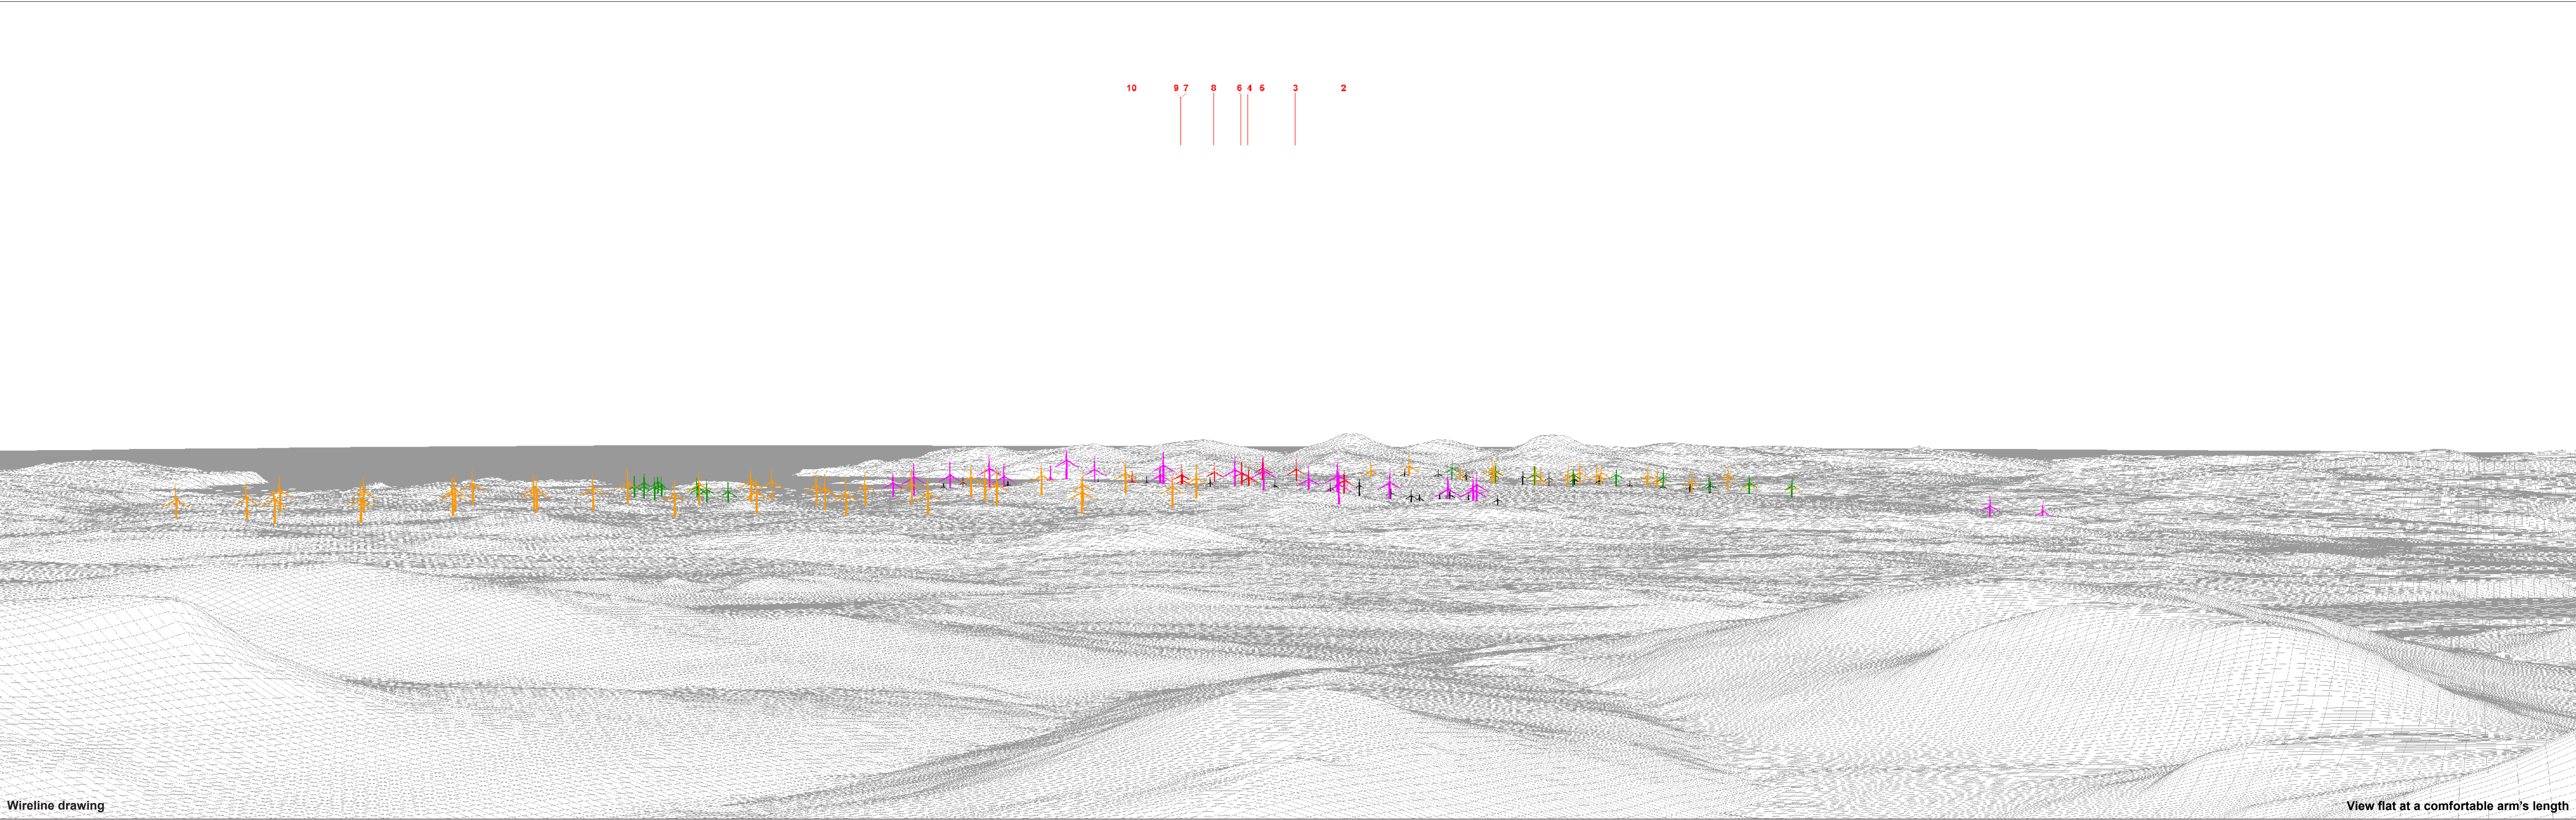 10 9 7 8 6 4 5 3 2
Wireline drawing
View flat at a comfortable arm's length